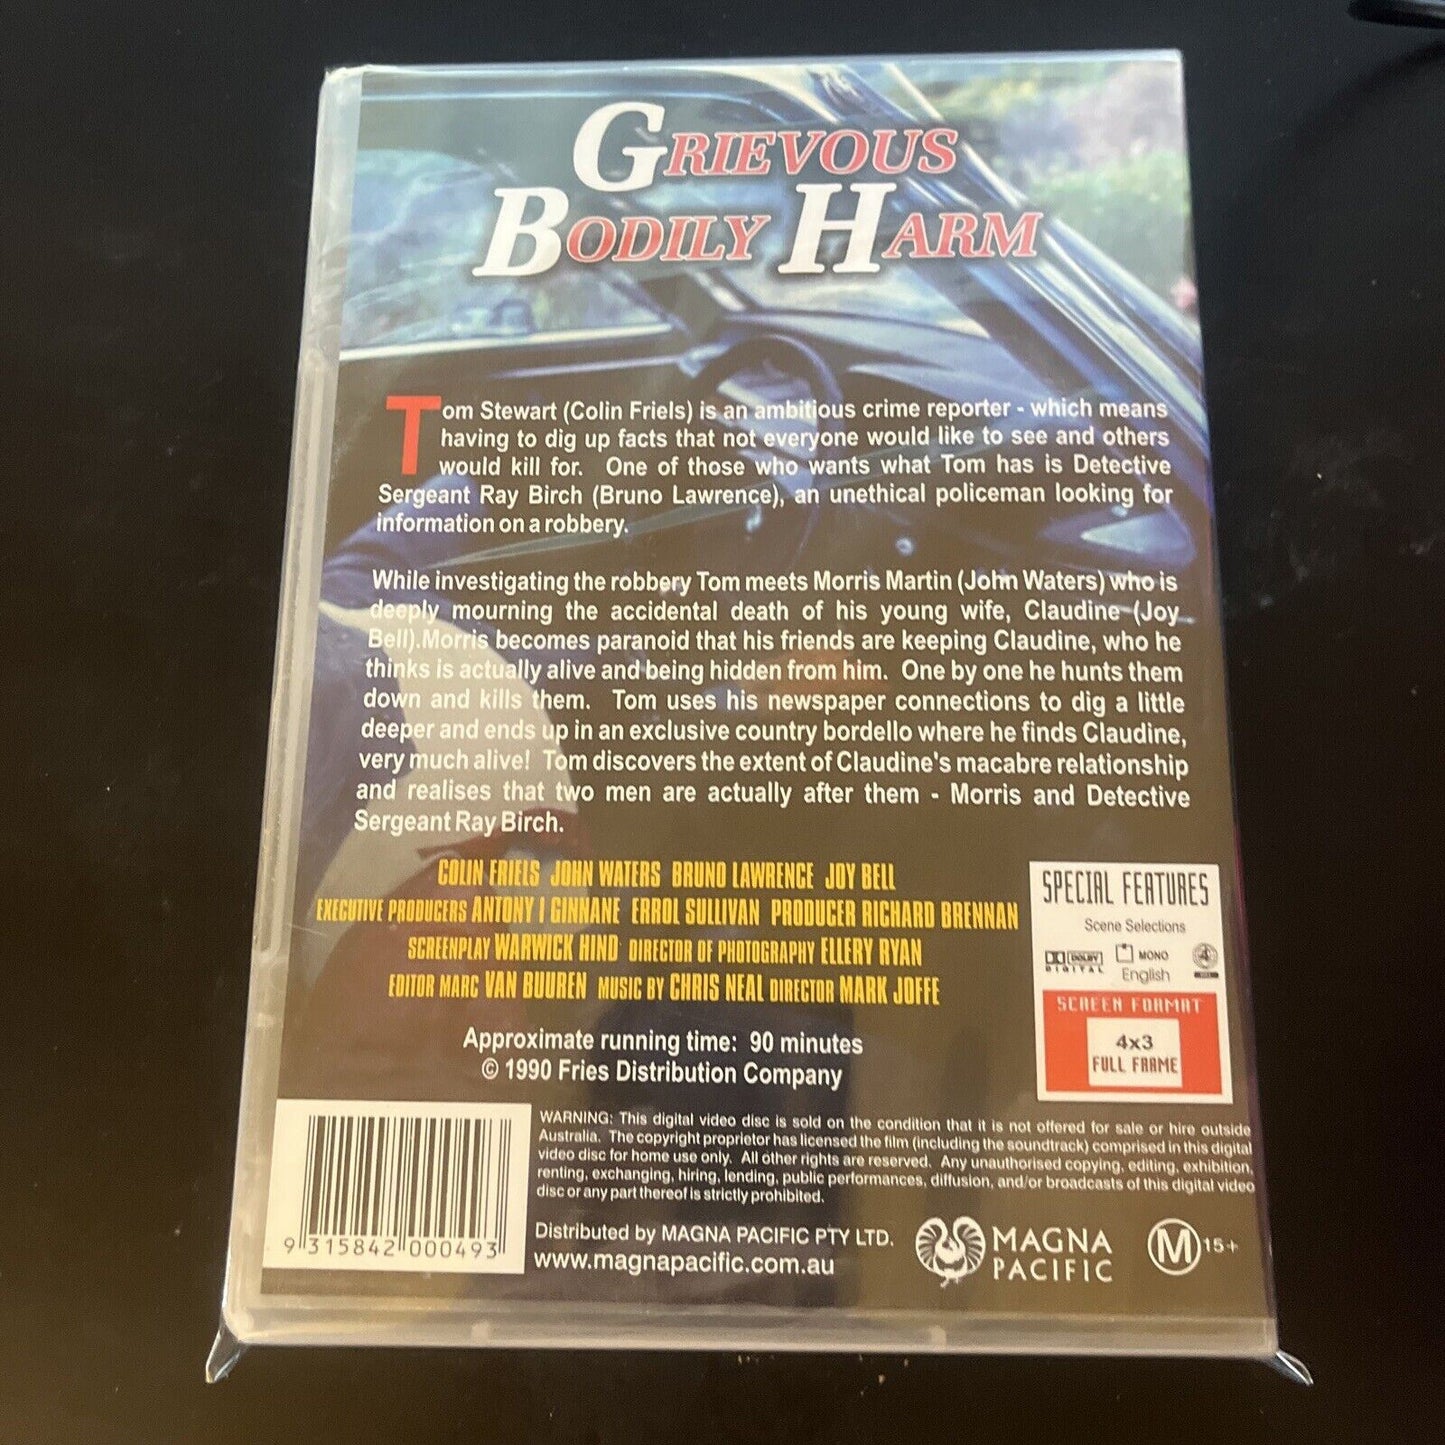 GRIEVOUS
BODILY HARM
Tom Stewart (Colin Friels) is an ambitious crime reporter - which means
having to dig up facts that not everyone would like to see and others
would kill for. One of those who wants what Tom has is Detective
Sergeant Ray Birch (Bruno Lawrence), an unethical policeman looking for
information on a robbery.
While investigating the robbery Tom meets Morris Martin (John Waters) who is
deeply mourning the accidental death of his young wife, Claudine (Joy
Bell).Morris becomes paranoid that his friends are keeping Claudine, who he
thinks is actually alive and being hidden from him. One by one he hunts them
down and kills them. Tom uses his newspaper connections to dig a little
deeper and ends up in an exclusive country bordello where he finds Claudine,
very much alive! Tom discovers the extent of Claudine's macabre relationship
and realises that two men are actually after them - Morris and Detective
Sergeant Ray Birch.
COLIN FRIELS JOHN WATERS BRUNO LAWRENCE JOY BELL
EXECUTIVE PRODUCERS ANTONY I GINNANE ERROL SULLIVAN PRODUCER RICHARD BRENNAN
SCREENPLAY WARWICK HIND DIRECTOR OF PHOTOGRAPHY ELLERY RYAN
EDITOR MARC VAN BUUREN MUSIC BY CHRIS NEAL DIRECTOR MARK JOFFE
Approximate running time: 90 minutes
© 1990 Fries Distribution Company
SPECIAL FEATURES
Scene Selections
DOLBY DIGITAL MONO 4
English
SCREEN FORMAT
4x3
FULL FRAME
WARNING: This digital video disc is sold on the condition that it is not offered for sale or hire outside
Australia. The copyright proprietor has licensed the film (including the soundtrack) comprised in this digital
video disc for home use only. All other rights are reserved. Any unauthorised copying, editing, exhibition,
renting, exchanging, hiring, lending, public performances, diffusion, and/or broadcasts of this digital video
disc or any part thereof is strictly prohibited.
Distributed by MAGNA PACIFIC PTY LTD.
www.magnapacific.com.au
MAGNA
PACIFIC
M 15+
9 315842 000493